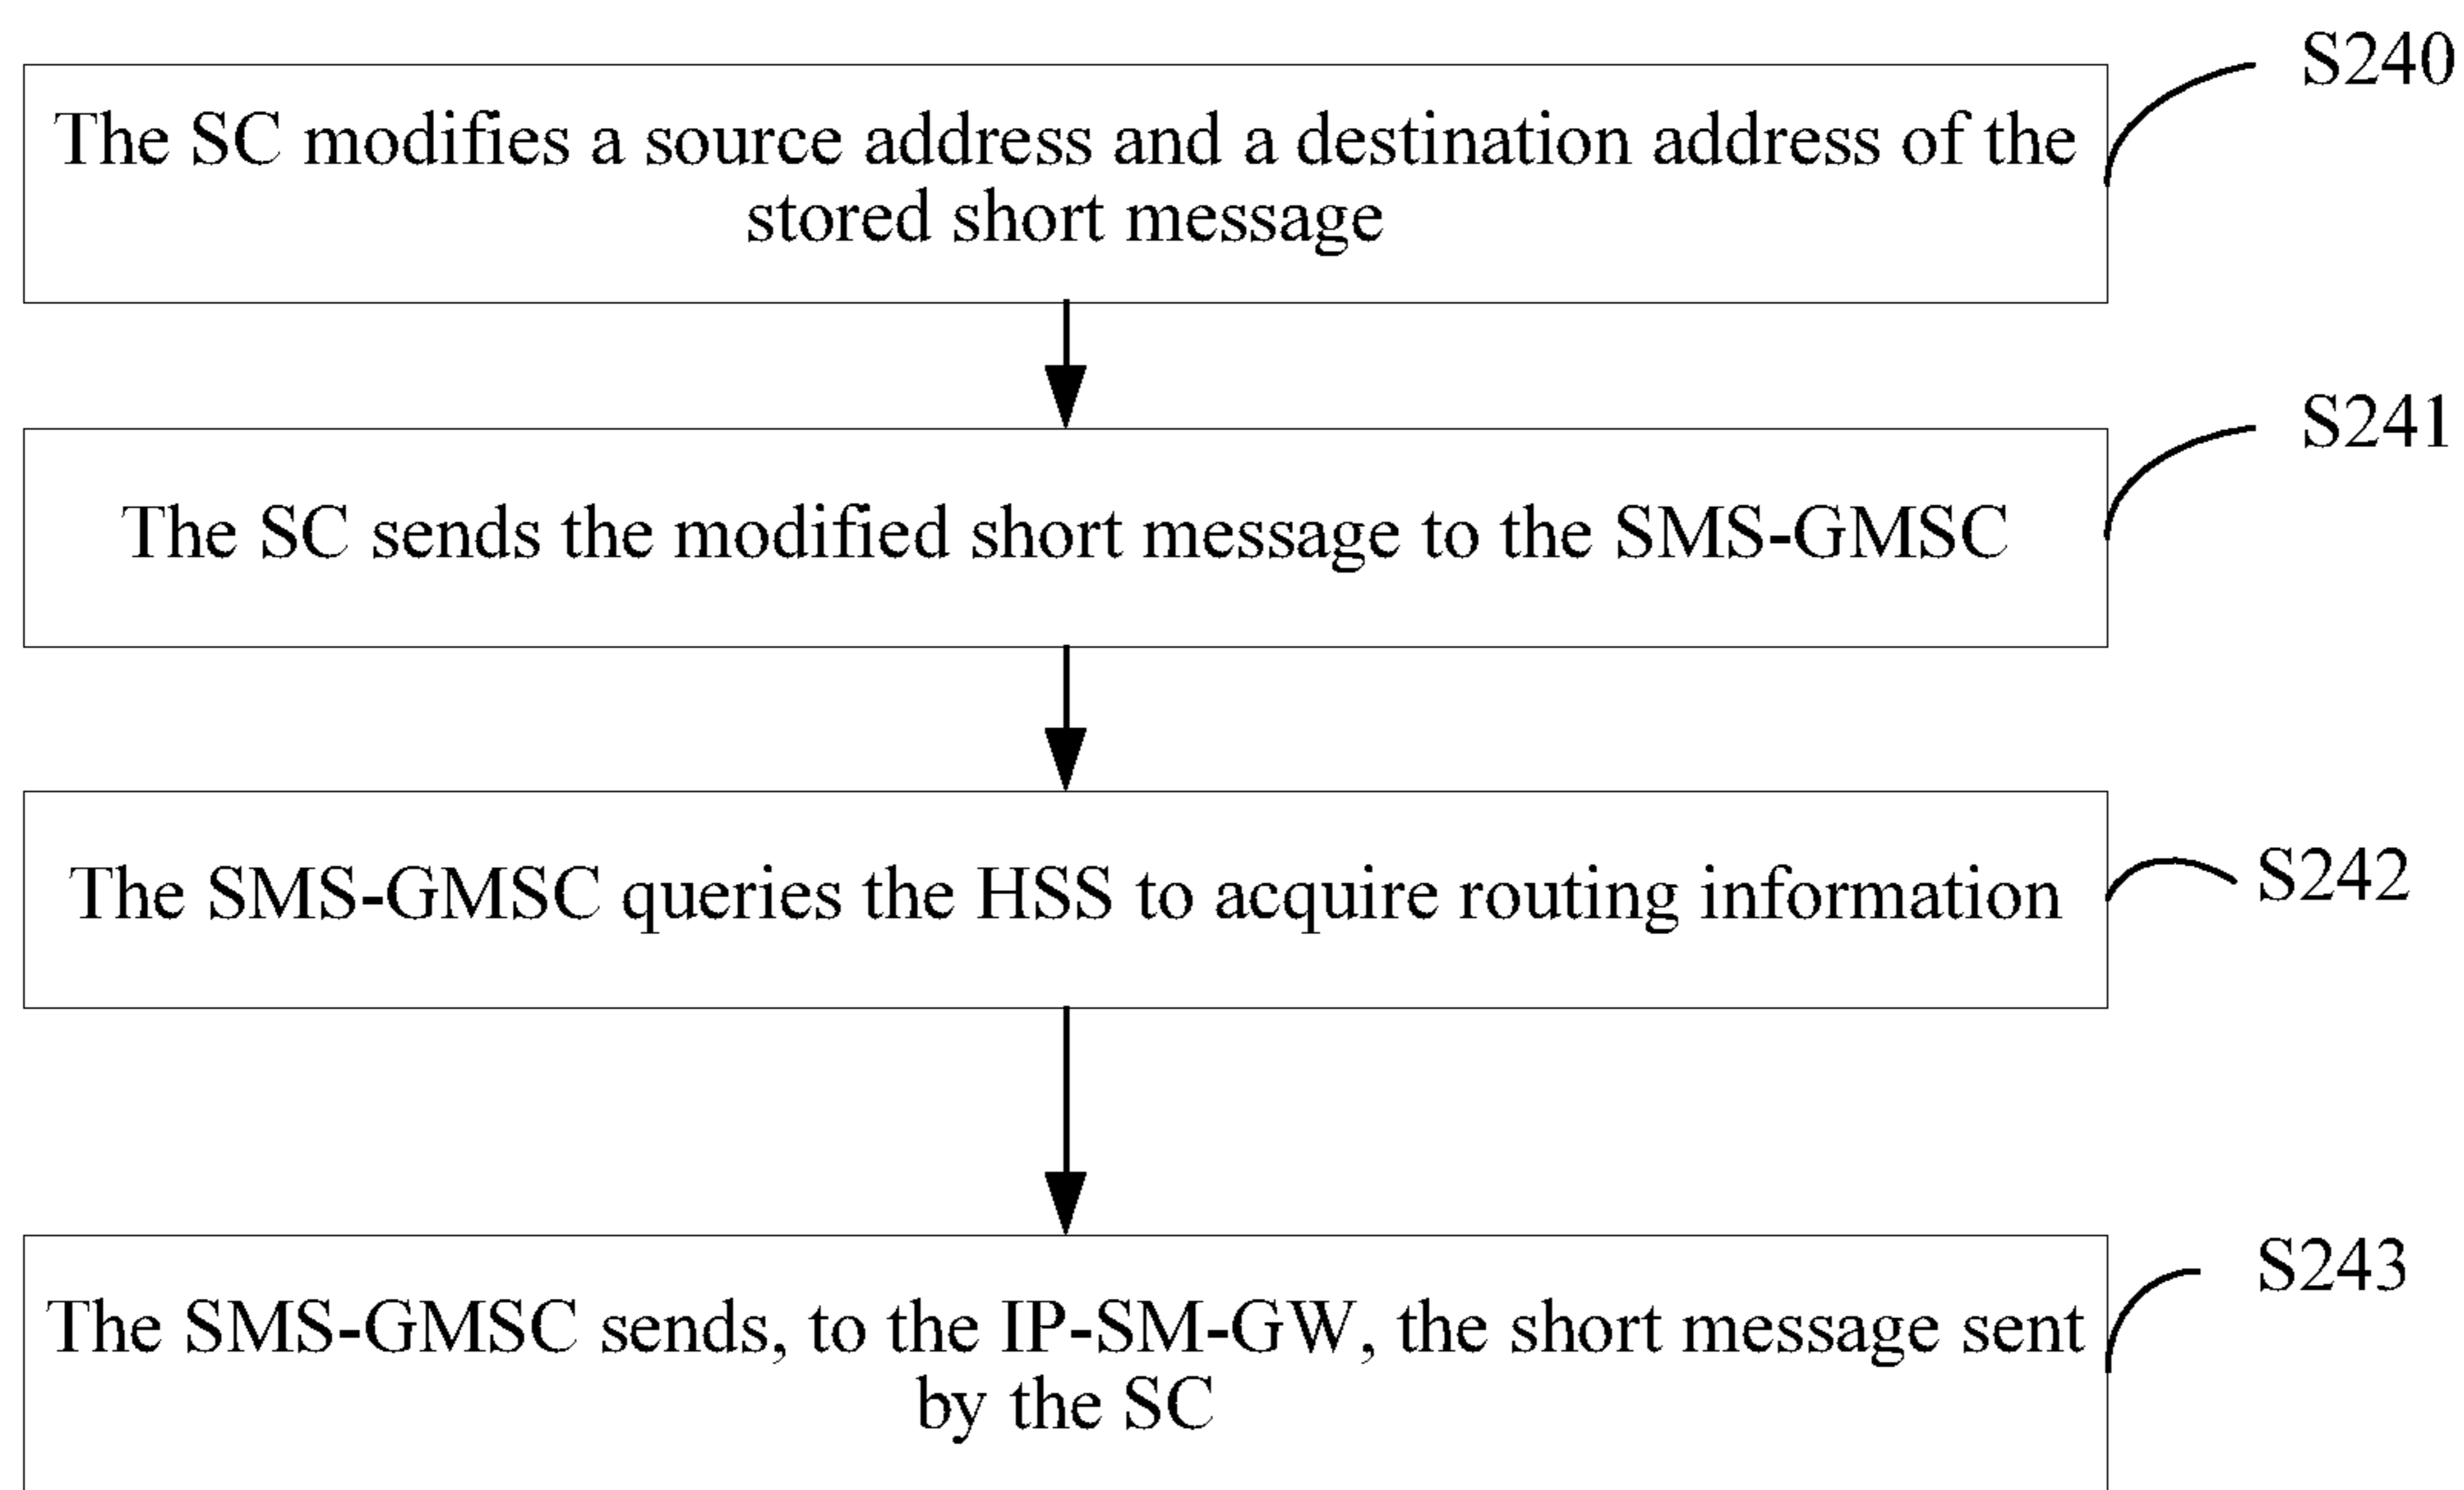 S240
The SC modifies a source address and a destination address of the
stored short message
S241
The SC sends the modified short message to the SMS-GMSC
The SMS-GMSC queries the HSS to acquire routing information
S242
S243
The SMS-GMSC sends, to the IP-SM-GW, the short message sent
by the SC